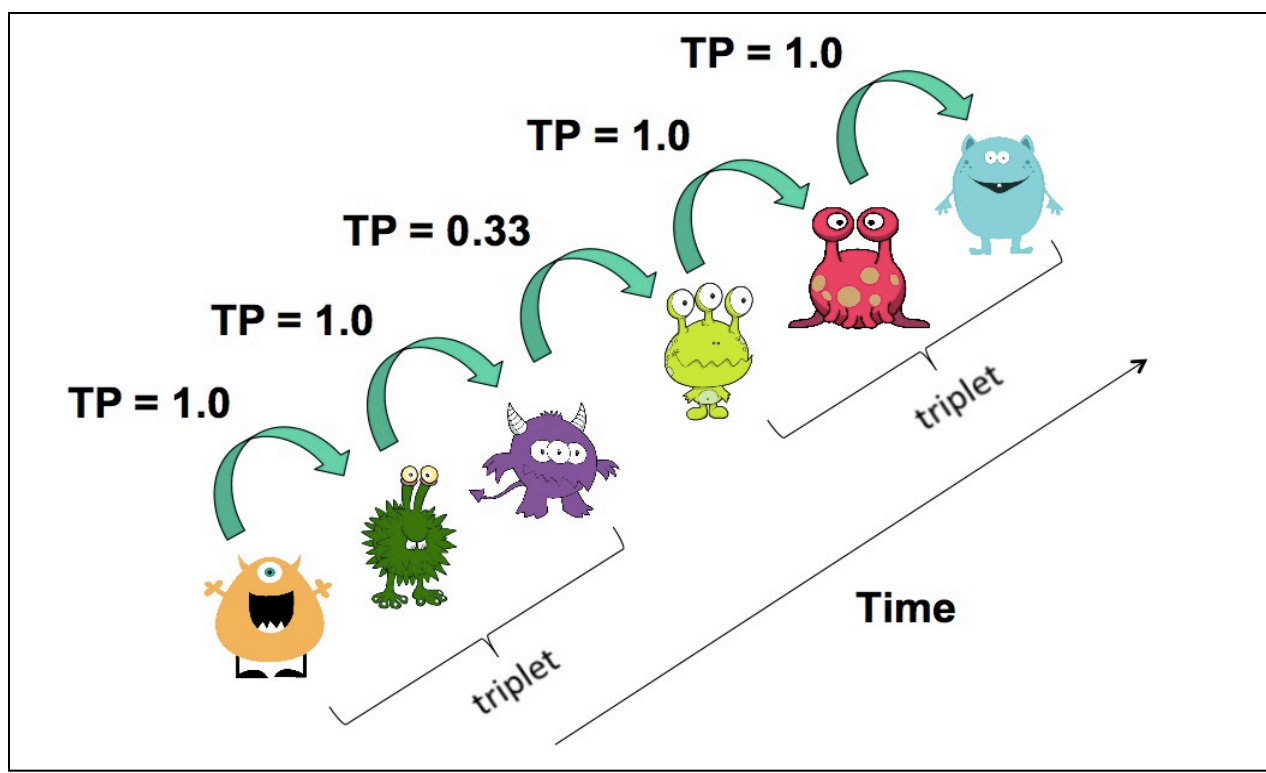 TP = 1.0
TP = 1.0
TP = 0.33
TP = 1.0
TP = 1.0
triplet
triplet
Time